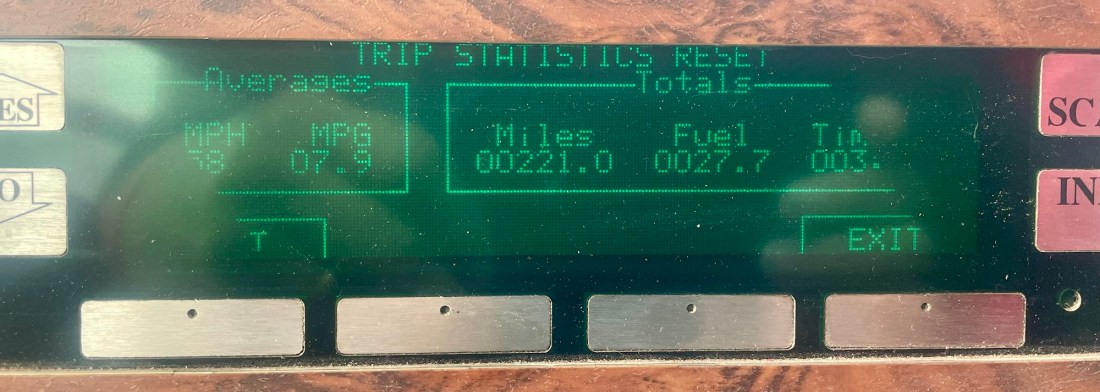 TRIP STATISTICS RESET
Averages Totals
MPH MPG Miles Fuel
07.9 00221.0 0027.7
EXIT